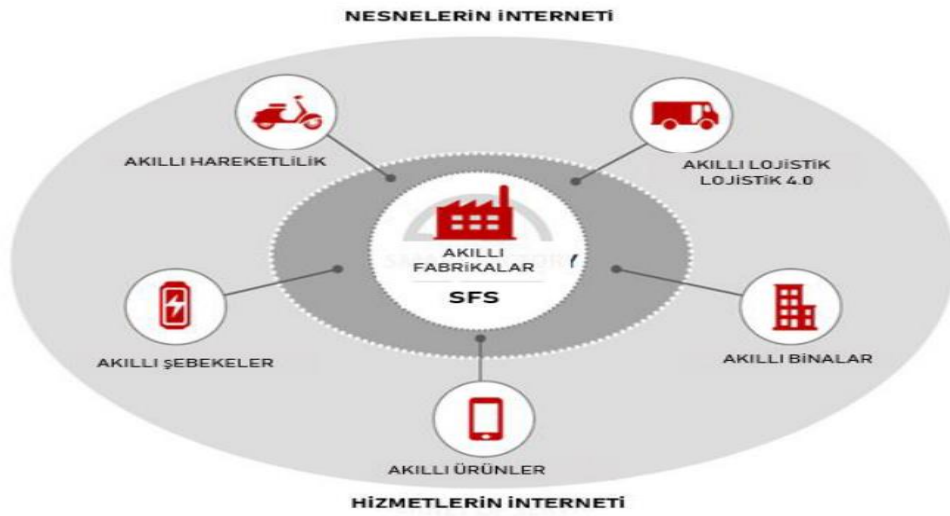 NESNELERİN İNTERNETİ
AKILLI HAREKETLİLİK
AKILLI LOJİSTİK
LOJİSTİK 4.0
AKILLI
FABRİKALAR
SFS
AKILLI ŞEBEKELER
AKILLI BİNALAR
AKILLI ÜRÜNLER
HİZMETLERİN İNTERNETİ